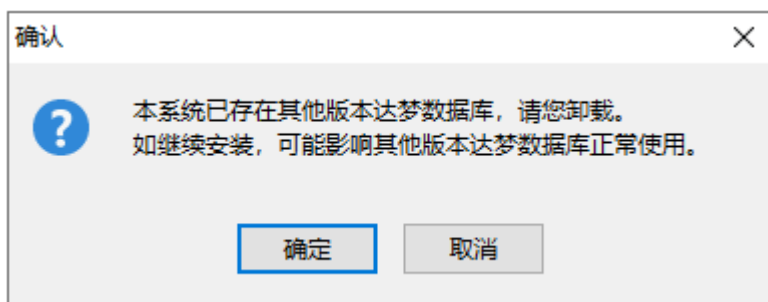 确认
本系统已存在其他版本达梦数据库，请您卸载。
如继续安装，可能影响其他版本达梦数据库正常使用。
确定
取消